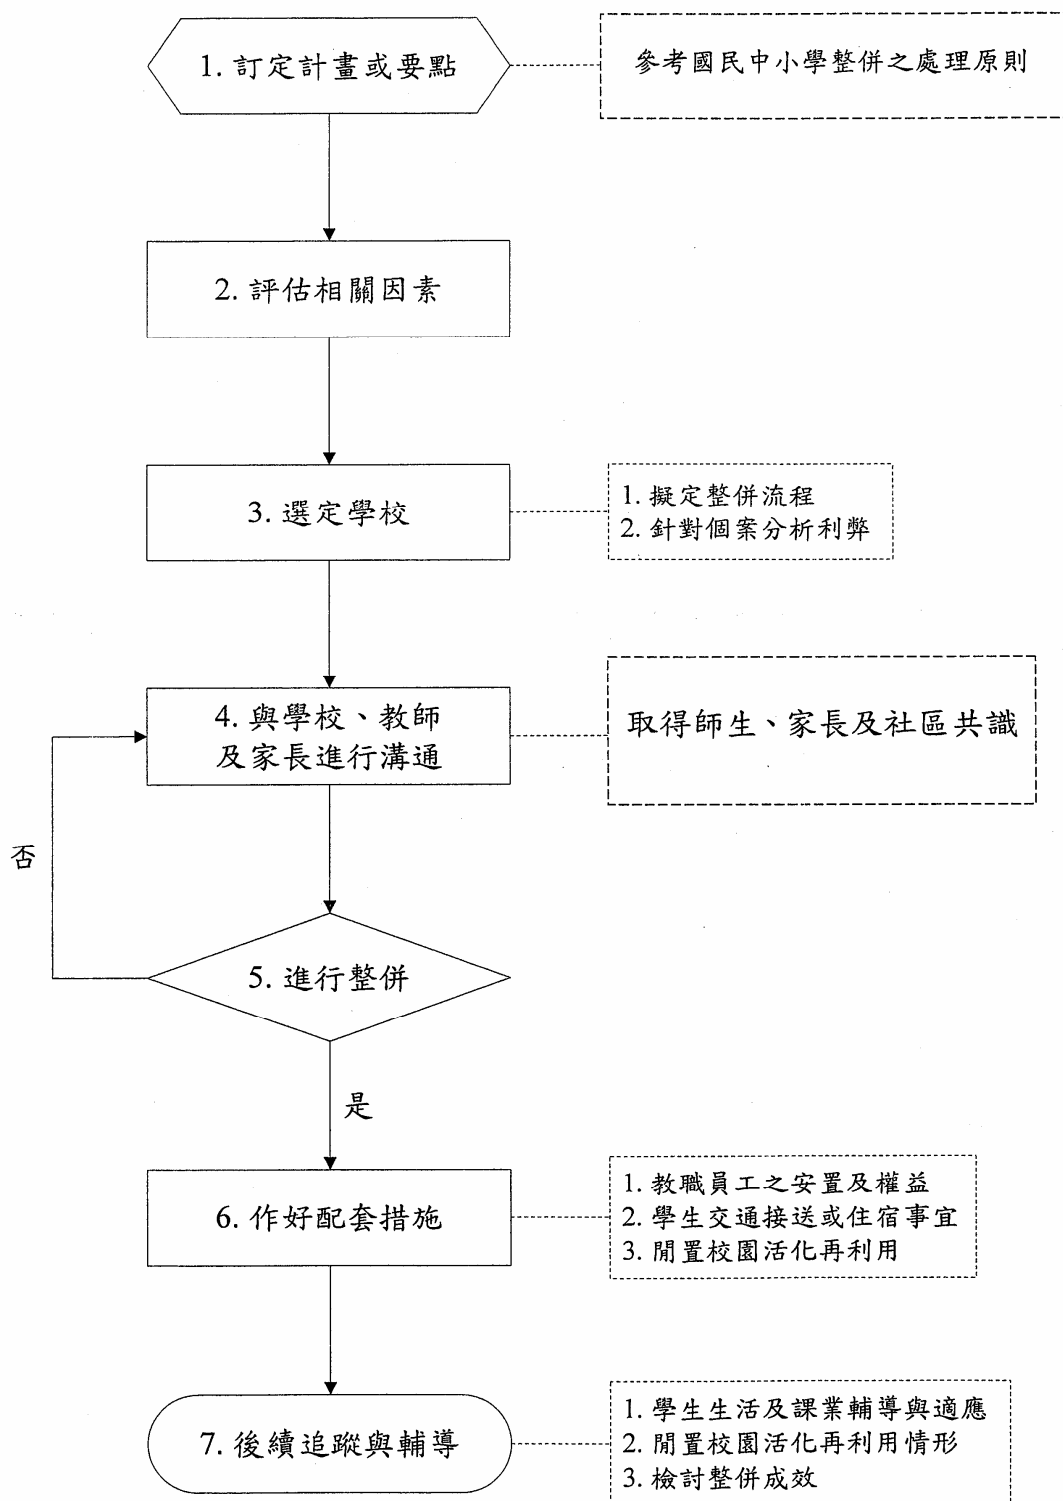 1. 訂定計畫或要點
參考國民中小學整併之處理原則
2. 評估相關因素
3. 選定學校
1. 擬定整併流程
2. 針對個案分析利弊
4. 與學校、教師
及家長進行溝通
取得師生、家長及社區共識
否
5. 進行整併
是
6. 作好配套措施
1. 教職員工之安置及權益
2. 學生交通接送或住宿事宜
3. 閒置校園活化再利用
7. 後續追蹤與輔導
1. 學生生活及課業輔導與適應
2. 閒置校園活化再利用情形
3. 檢討整併成效